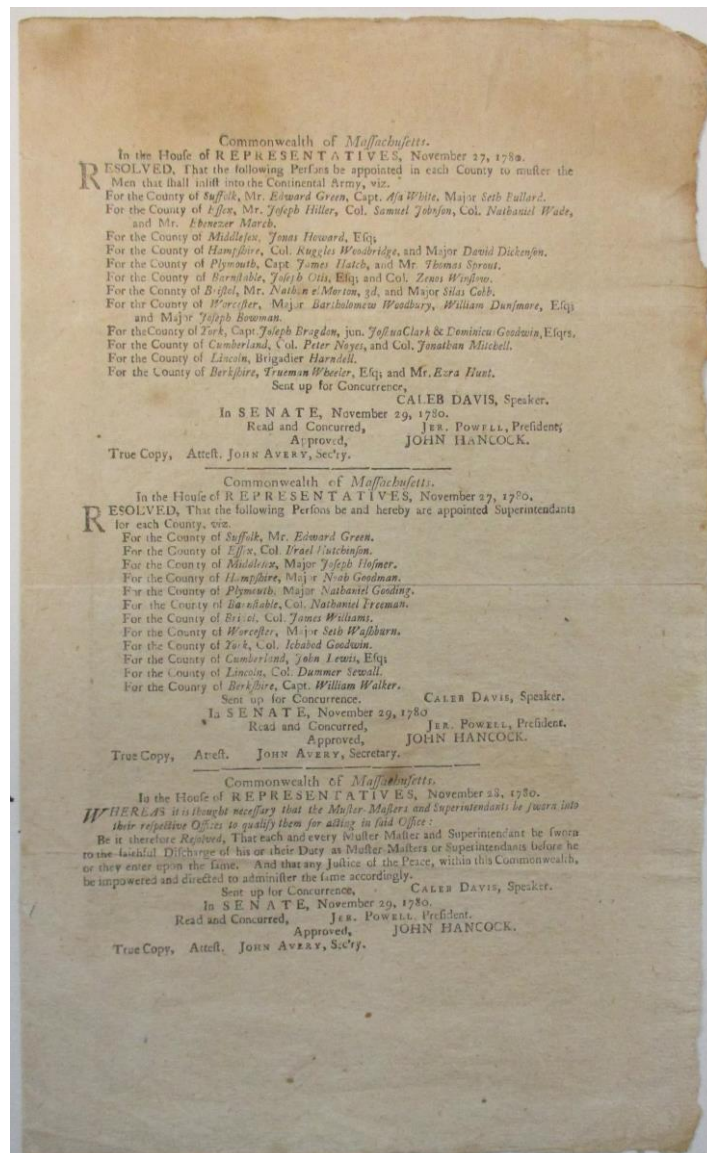 Commonwealth of Maſſachuſetts.
In the Houſe of REPRESENTATIVES, November 27, 1780.
RESOLVED, That the following Perſons be appointed in each County to muſter the
Men that ſhall inliſt into the Continental Army, viz.
For the County of Suffolk, Mr. Edward Green, Capt. Aſa White, Major Seth Bullard.
For the County of Eſſex, Mr. Joſeph Hiller, Col. Samuel Johnſon, Col. Nathaniel Wade,
and Mr. Ebenezer March.
For the County of Middleſex, Jonas Howard, Eſq;
For the County of Hampſhire, Col. Ruggles Woodbridge, and Major David Dickenſon.
For the County of Plymouth, Capt. James Hatch, and Mr. Thomas Sprout.
For the County of Barnſtable, Joſeph Otis, Eſq; and Col. Zenos Winſlow.
For the County of Briſtol, Mr. Nathan el Morton, 3d, and Major Silas Cobb.
For the County of Worceſter, Major Bartholomew Woodbury, William Dunſmore, Eſq;
and Major Joſeph Bowman.
For the County of York, Capt. Joſeph Bragdon, jun. Joſhua Clark & Dominicus Goodwin, Eſqrs.
For the County of Cumberland, Col. Peter Noyes, and Col. Jonathan Mitchell.
For the County of Lincoln, Brigadier Harndell.
For the County of Berkſhire, Trueman Wheeler, Eſq; and Mr. Ezra Hunt.
Sent up for Concurrence,
CALEB DAVIS, Speaker.
In SENATE, November 29, 1780.
Read and Concurred, JER. POWELL, Preſident;
Approved, JOHN HANCOCK.
True Copy, Atteſt. JOHN AVERY, Sec'ry.
Commonwealth of Maſſachuſetts.
In the Houſe of REPRESENTATIVES, November 27, 1780.
RESOLVED, That the following Perſons be and hereby are appointed Superintendants
for each County, viz.
For the County of Suffolk, Mr. Edward Green.
For the County of Eſſex, Col. Iſrael Hutchinſon.
For the County of Middleſex, Major Joſeph Hoſmer.
For the County of Hampſhire, Major Noah Goodman.
For the County of Plymouth, Major Nathaniel Gooding.
For the County of Barnſtable, Col. Nathaniel Freeman.
For the County of Briſtol, Col. James Williams.
For the County of Worceſter, Major Seth Waſhburn.
For the County of York, Col. Ichabod Goodwin.
For the County of Cumberland, John Lewis, Eſq;
For the County of Lincoln, Col. Dummer Sewall.
For the County of Berkſhire, Capt. William Walker.
Sent up for Concurrence. CALEB DAVIS, Speaker.
In SENATE, November 29, 1780
Read and Concurred, JER. POWELL, Preſident.
Approved, JOHN HANCOCK.
True Copy, Atteſt. JOHN AVERY, Secretary.
Commonwealth of Maſſachuſetts.
In the Houſe of REPRESENTATIVES, November 28, 1780.
WHEREAS it is thought neceſſary that the Muſter-Maſters and Superintendants be ſworn into
their reſpective Offices to qualify them for acting in ſaid Office:
Be it therefore Reſolved, That each and every Muſter Maſter and Superintendant be ſworn
to the faithful Diſcharge of his or their Duty as Muſter-Maſters or Superintendants before he
or they enter upon the ſame. And that any Juſtice of the Peace, within this Commonwealth,
be impowered and directed to adminiſter the ſame accordingly.
Sent up for Concurrence, CALEB DAVIS, Speaker.
In SENATE, November 29, 1780.
Read and Concurred, JER. POWELL, Preſident.
Approved, JOHN HANCOCK.
True Copy, Atteſt. JOHN AVERY, Sec'ry.